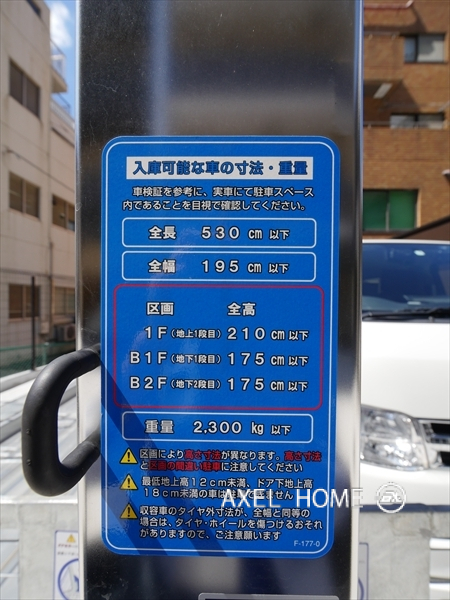 入庫可能な車の寸法・重量
車検証を参考に、実車にて駐車スペース
内であることを目視で確認してください。
全長 530 cm 以下
全幅 195 cm 以下
区画 全高
1F(地上1段目) 210 cm 以下
B1F(地下1段目) 175 cm 以下
B2F(地下2段目) 175 cm 以下
重量 2,300 kg 以下
区画により高さ寸法が異なります。高さ寸法
と区画の間違い駐車に注意してください
最低地上高12cm未満、ドア下地上高
18cm未満の車は駐車できません
収容車のタイヤ外寸法が、全幅と同等の
場合は、タイヤ・ホイールを傷つけるおそれ
がありますので、ご注意願います
F-177-0
AXEL HOME